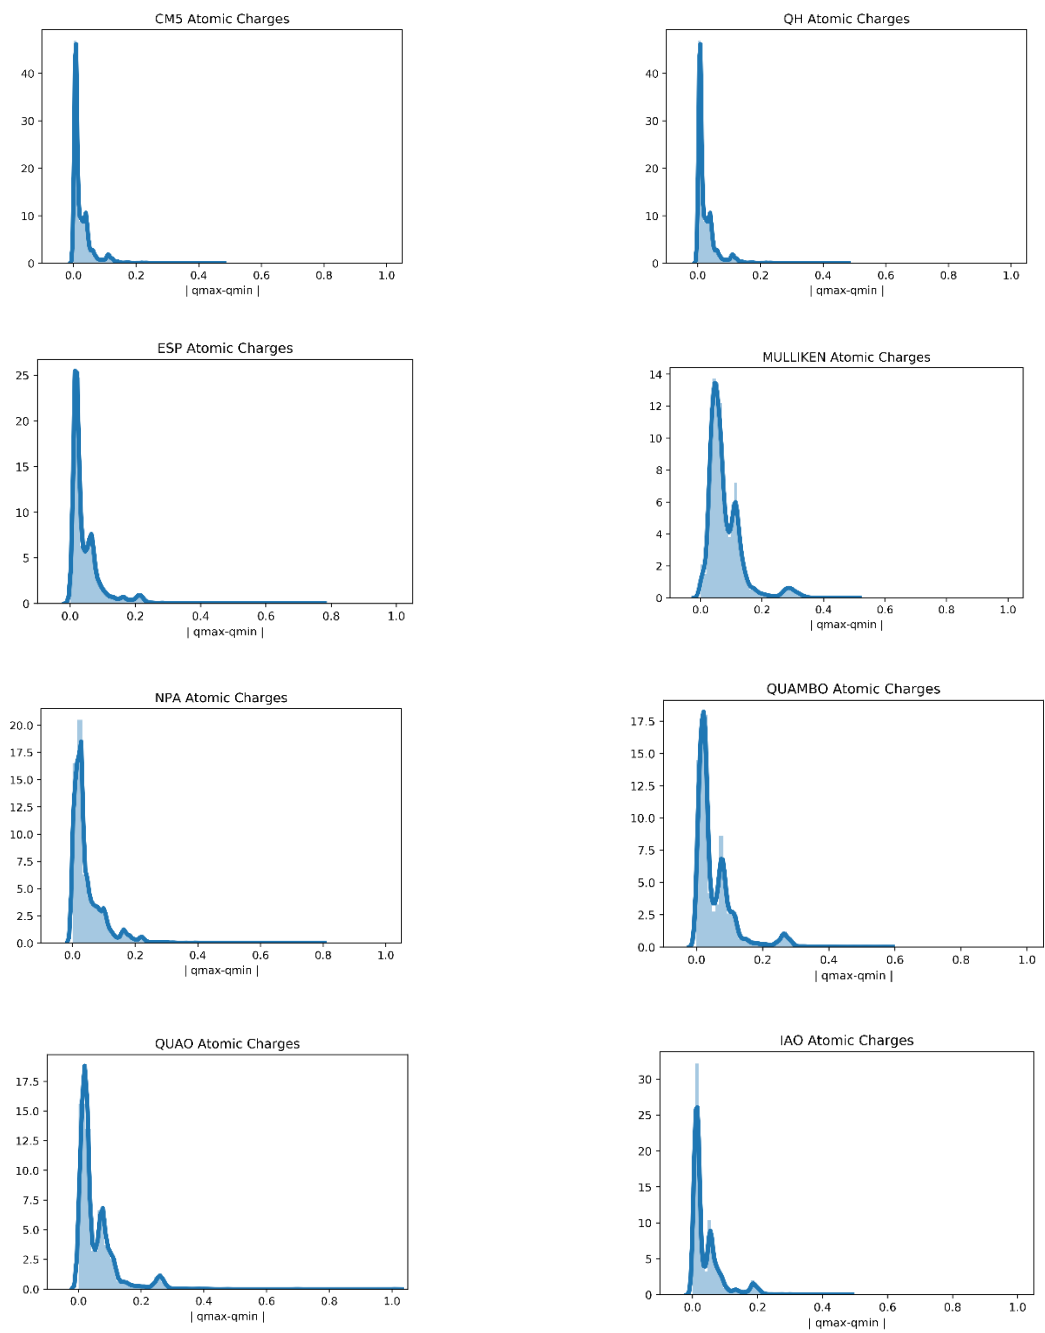 CM5 Atomic Charges
40
30
20
10
0
0.0 0.2 0.4 0.6 0.8 1.0
| qmax-qmin |
QH Atomic Charges
40
30
20
10
0
0.0 0.2 0.4 0.6 0.8 1.0
| qmax-qmin |
ESP Atomic Charges
25
20
15
10
5
0
0.0 0.2 0.4 0.6 0.8 1.0
| qmax-qmin |
MULLIKEN Atomic Charges
14
12
10
8
6
4
2
0
0.0 0.2 0.4 0.6 0.8 1.0
| qmax-qmin |
NPA Atomic Charges
20.0
17.5
15.0
12.5
10.0
7.5
5.0
2.5
0.0
0.0 0.2 0.4 0.6 0.8 1.0
| qmax-qmin |
QUAMBO Atomic Charges
17.5
15.0
12.5
10.0
7.5
5.0
2.5
0.0
0.0 0.2 0.4 0.6 0.8 1.0
| qmax-qmin |
QUAO Atomic Charges
17.5
15.0
12.5
10.0
7.5
5.0
2.5
0.0
0.0 0.2 0.4 0.6 0.8 1.0
| qmax-qmin |
IAO Atomic Charges
30
25
20
15
10
5
0
0.0 0.2 0.4 0.6 0.8 1.0
| qmax-qmin |